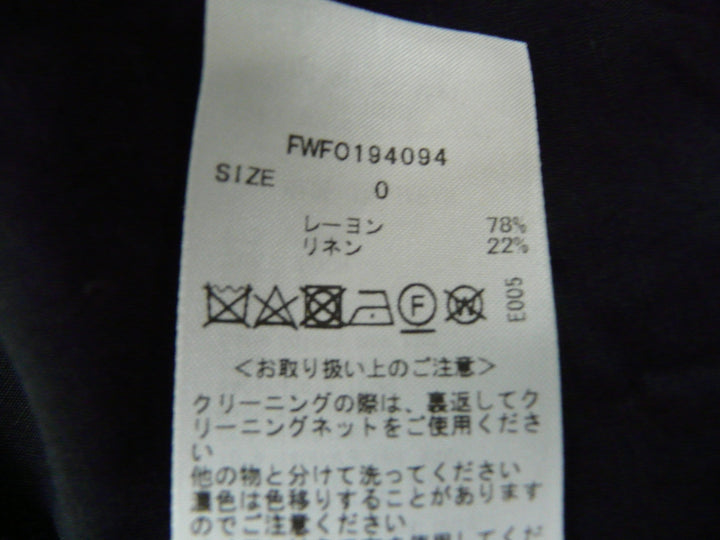 FWF0194094
SIZE 0
レーヨン 78%
リネン 22%
F W
E005
<お取り扱い上のご注意>
クリーニングの際は、裏返してク
リーニングネットをご使用くださ
い
他の物と分けて洗ってください
濃色は色移りすることがあります
のでご注意ください